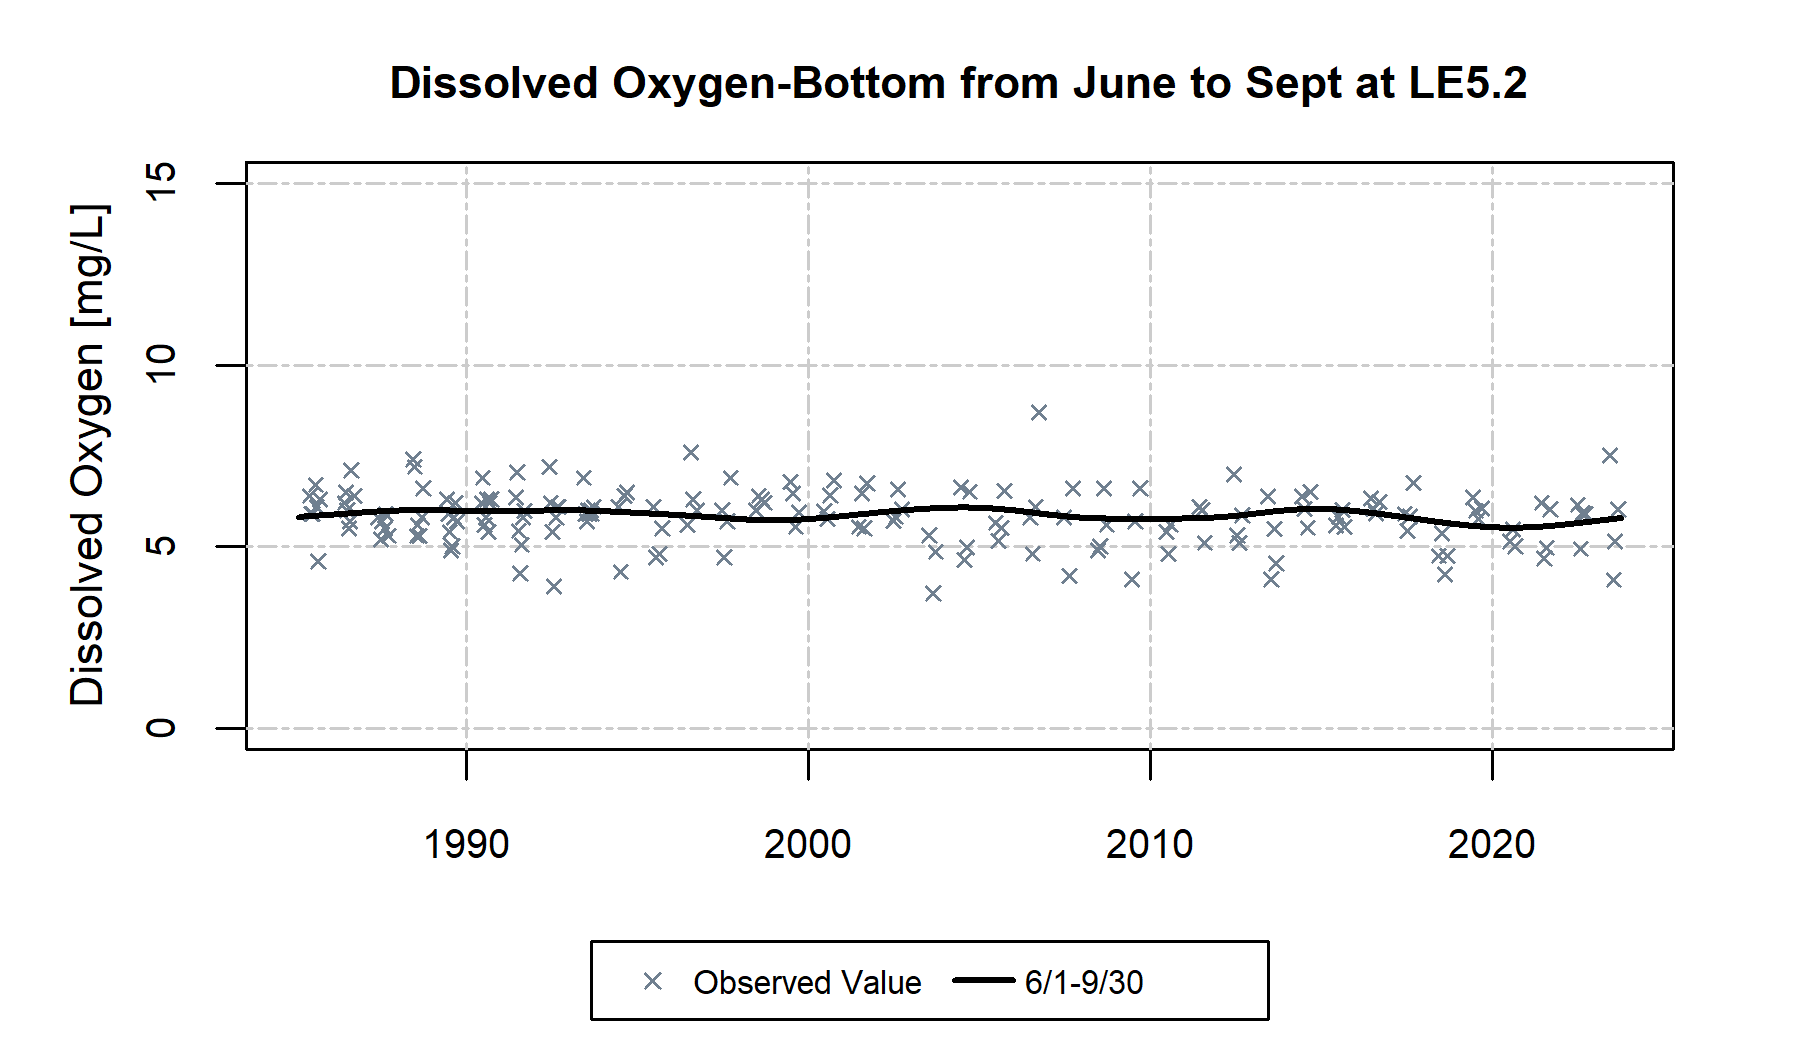 Dissolved Oxygen-Bottom from June to Sept at LE5.2
Dissolved Oxygen [mg/L]
15
10
5
0
1990 2000 2010 2020
Observed Value 6/1-9/30